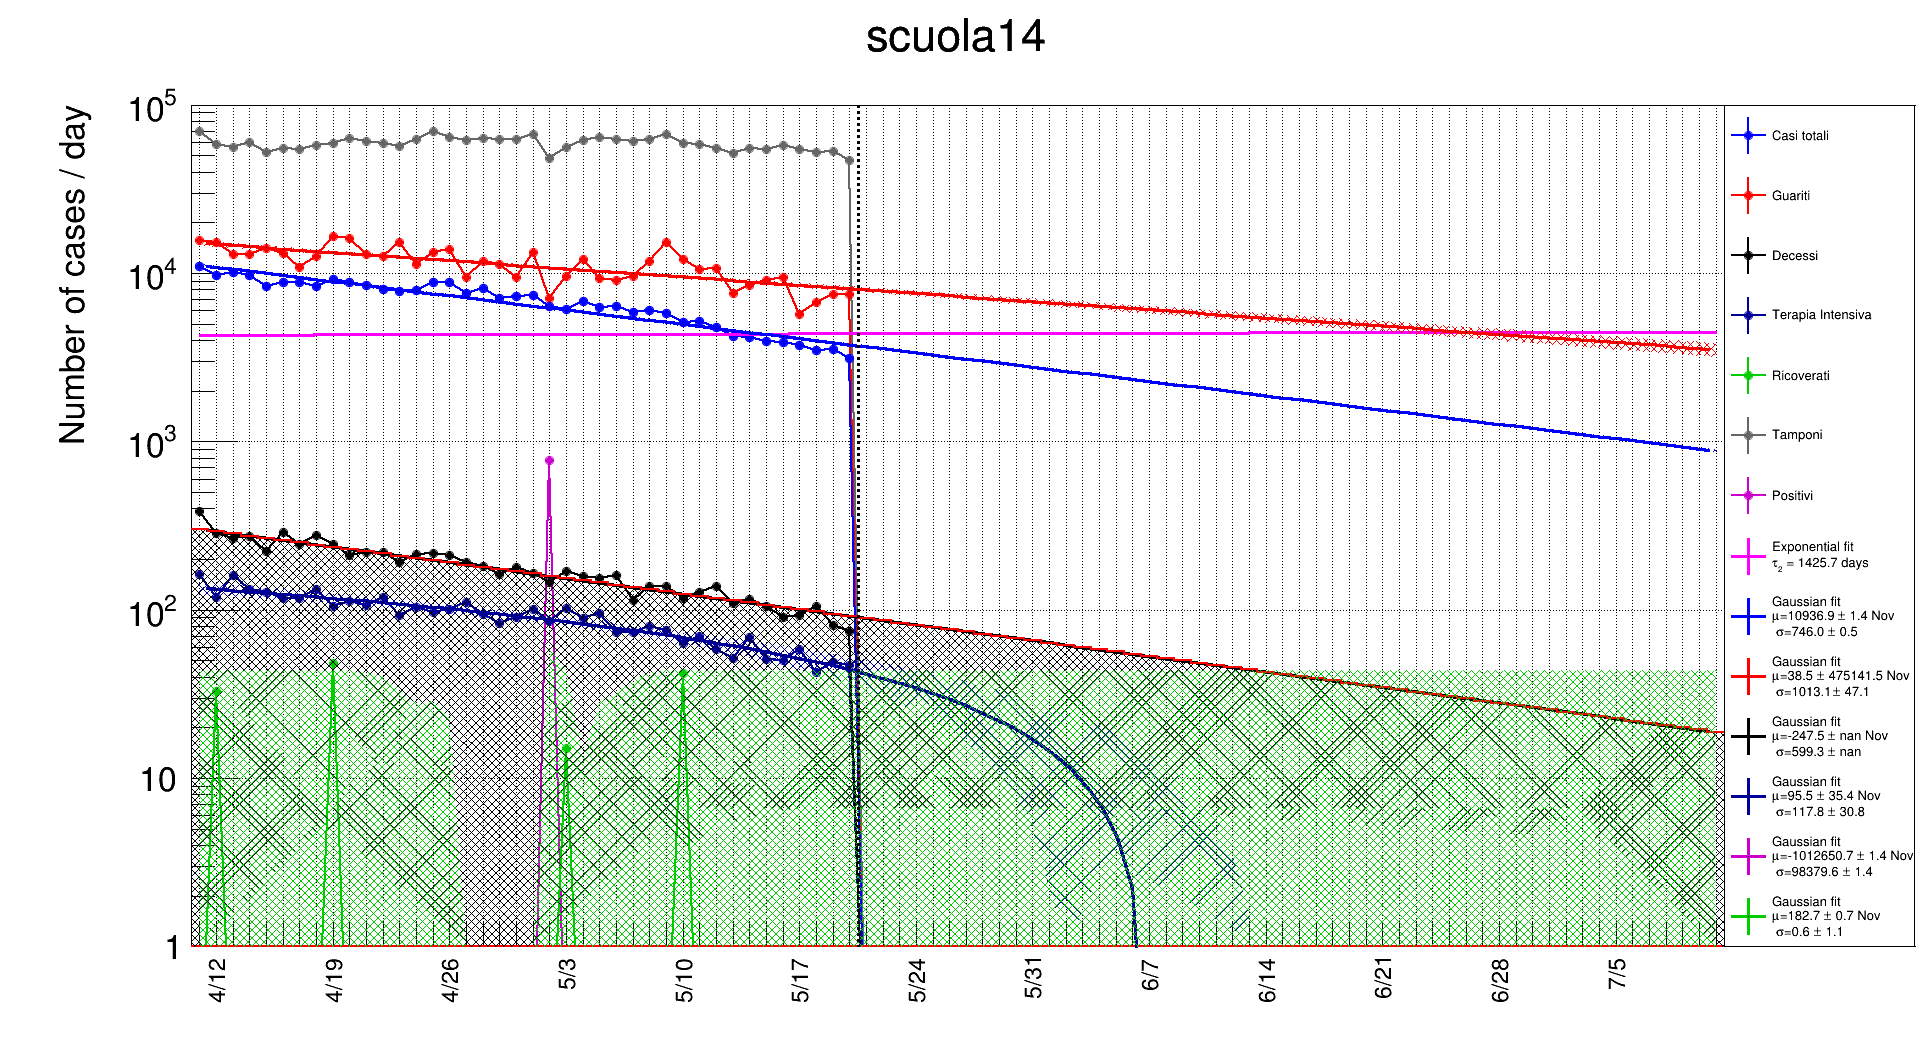 scuola14
Number of cases / day
10^5
10^4
10^3
10^2
10
1
4/12
4/19
4/26
5/3
5/10
5/17
5/24
5/31
6/7
6/14
6/21
6/28
7/5
Casi totali
Guariti
Decessi
Terapia Intensiva
Ricoverati
Tamponi
Positivi
Exponential fit
τ₂ = 1425.7 days
Gaussian fit
μ=10936.9 ± 1.4 Nov
σ=746.0 ± 0.5
Gaussian fit
μ=38.5 ± 475141.5 Nov
σ=1013.1 ± 47.1
Gaussian fit
μ=-247.5 ± nan Nov
σ=599.3 ± nan
Gaussian fit
μ=95.5 ± 35.4 Nov
σ=117.8 ± 30.8
Gaussian fit
μ=-1012650.7 ± 1.4 Nov
σ=98379.6 ± 1.4
Gaussian fit
μ=182.7 ± 0.7 Nov
σ=0.6 ± 1.1